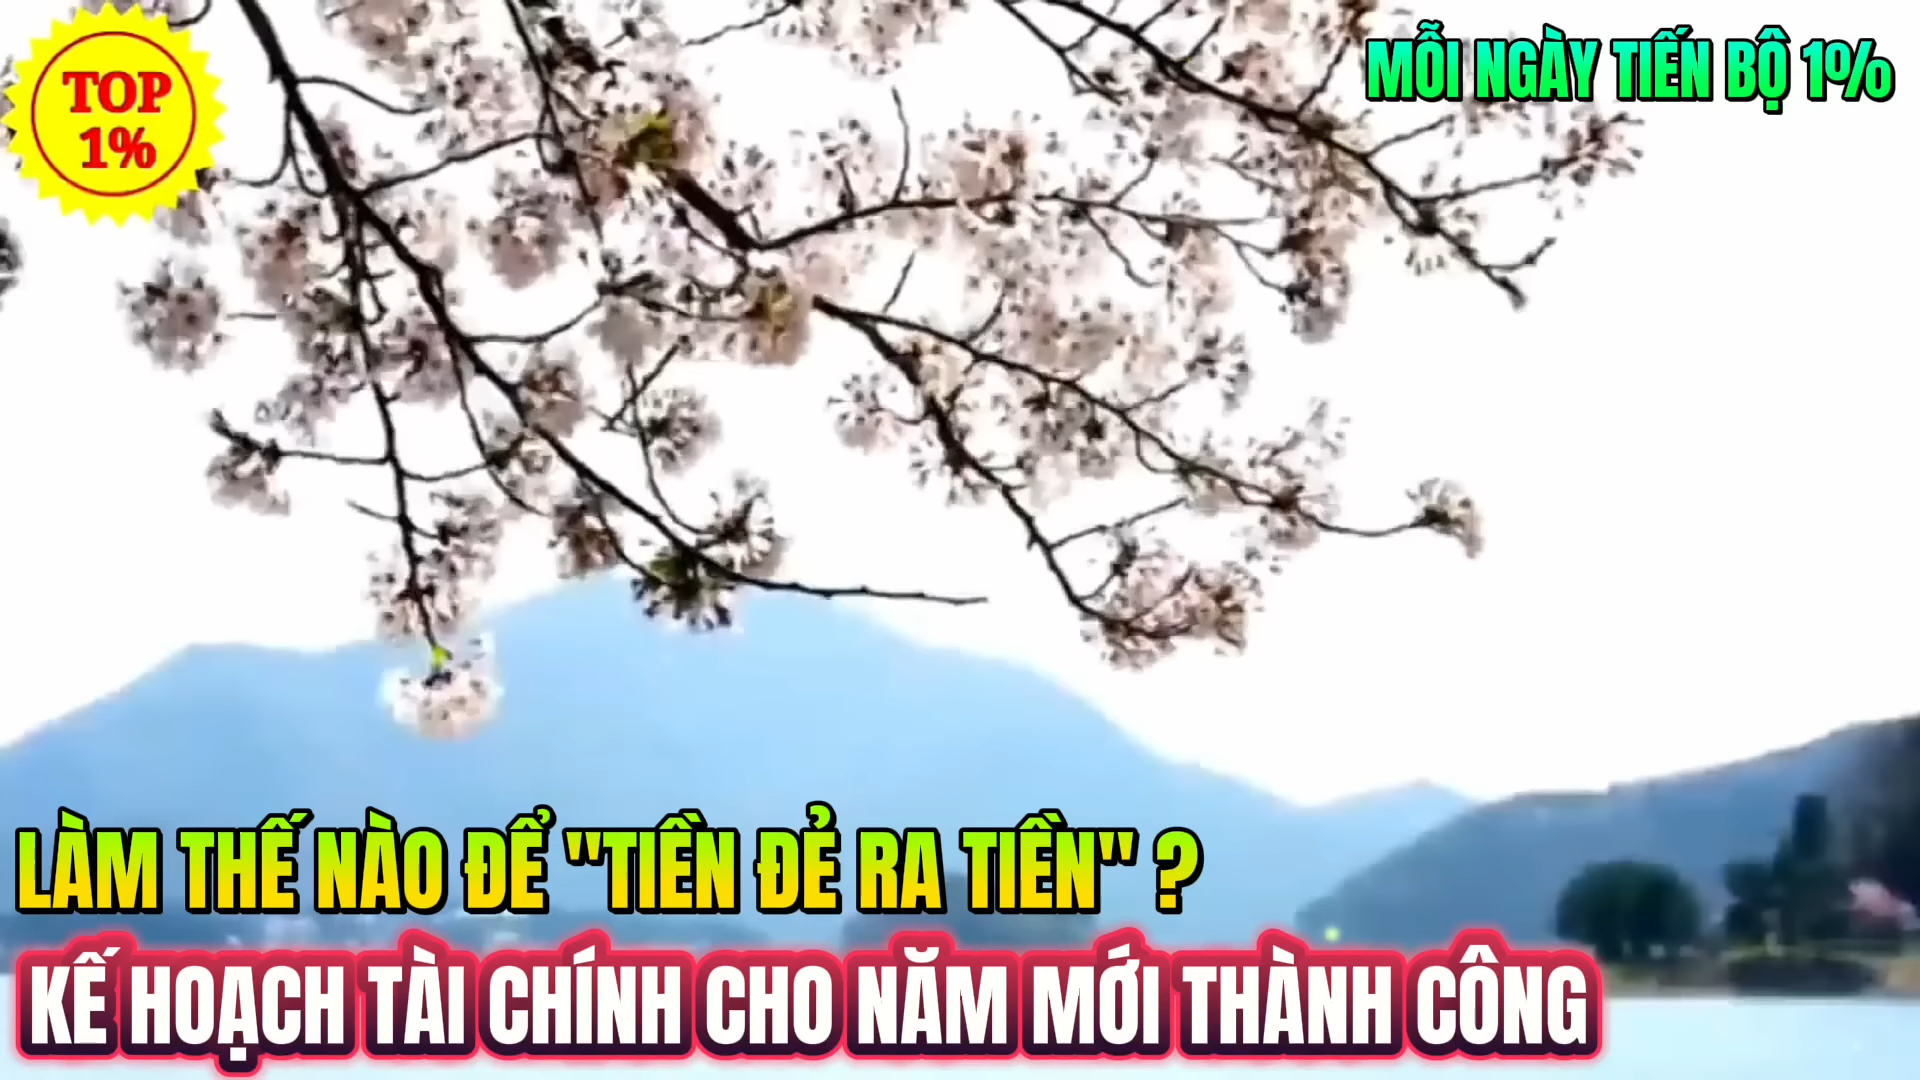 TOP
1%
MỖI NGÀY TIẾN BỘ 1%
LÀM THẾ NÀO ĐỂ "TIỀN ĐẺ RA TIỀN" ?
KẾ HOẠCH TÀI CHÍNH CHO NĂM MỚI THÀNH CÔNG